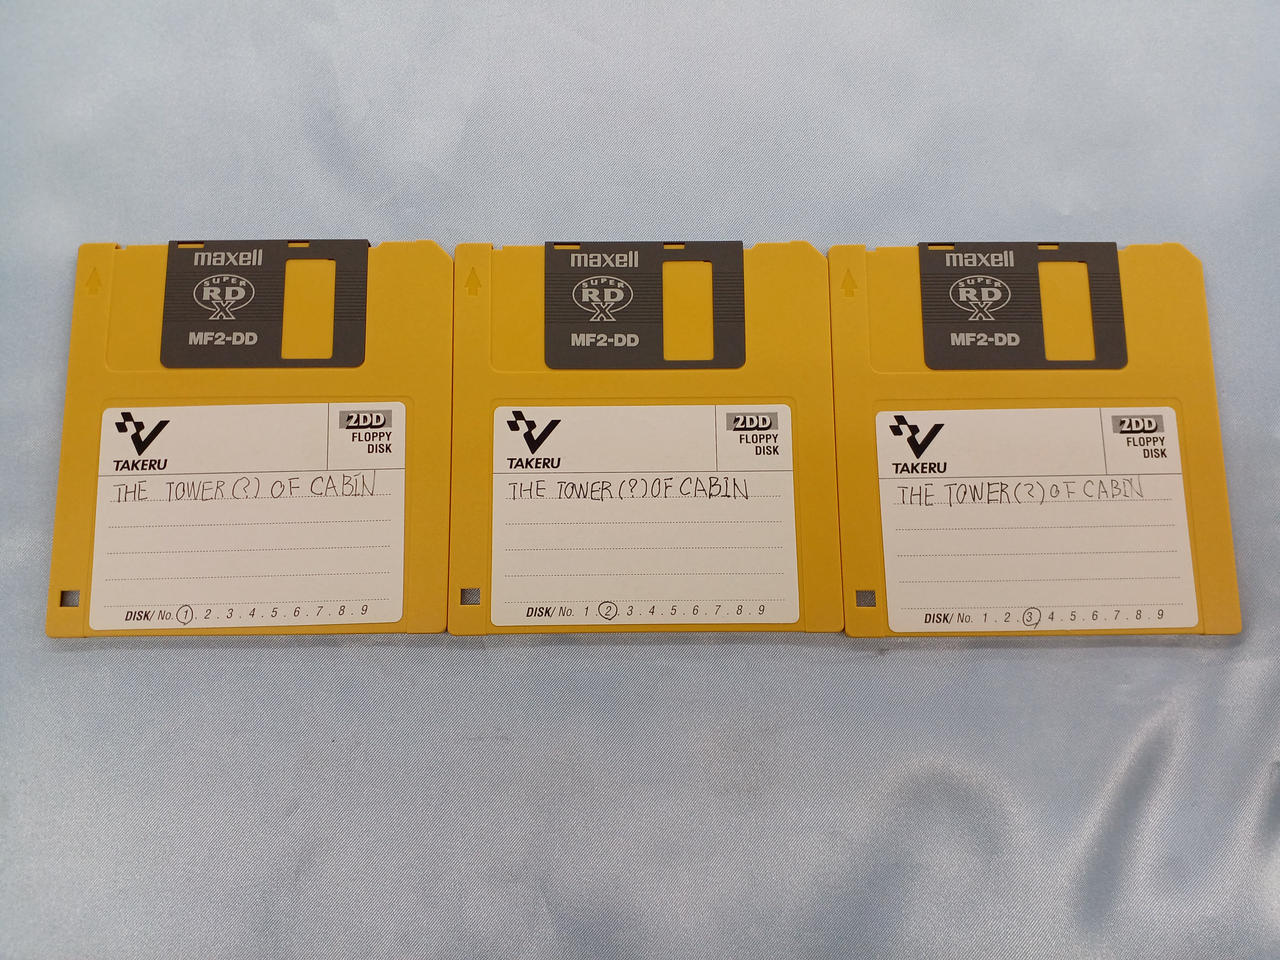 maxell
SUPER
RD
X
MF2-DD
TAKERU
2DD
FLOPPY
DISK
THE TOWER(?) OF CABIN
DISK/ No. 1 . 2 . 3 . 4 . 5 . 6 . 7 . 8 . 9
maxell
SUPER
RD
X
MF2-DD
TAKERU
2DD
FLOPPY
DISK
THE TOWER(?) OF CABIN
DISK/ No. 1 . 2 . 3 . 4 . 5 . 6 . 7 . 8 . 9
maxell
SUPER
RD
X
MF2-DD
TAKERU
2DD
FLOPPY
DISK
THE TOWER(?) OF CABIN
DISK/ No. 1 . 2 . 3 . 4 . 5 . 6 . 7 . 8 . 9